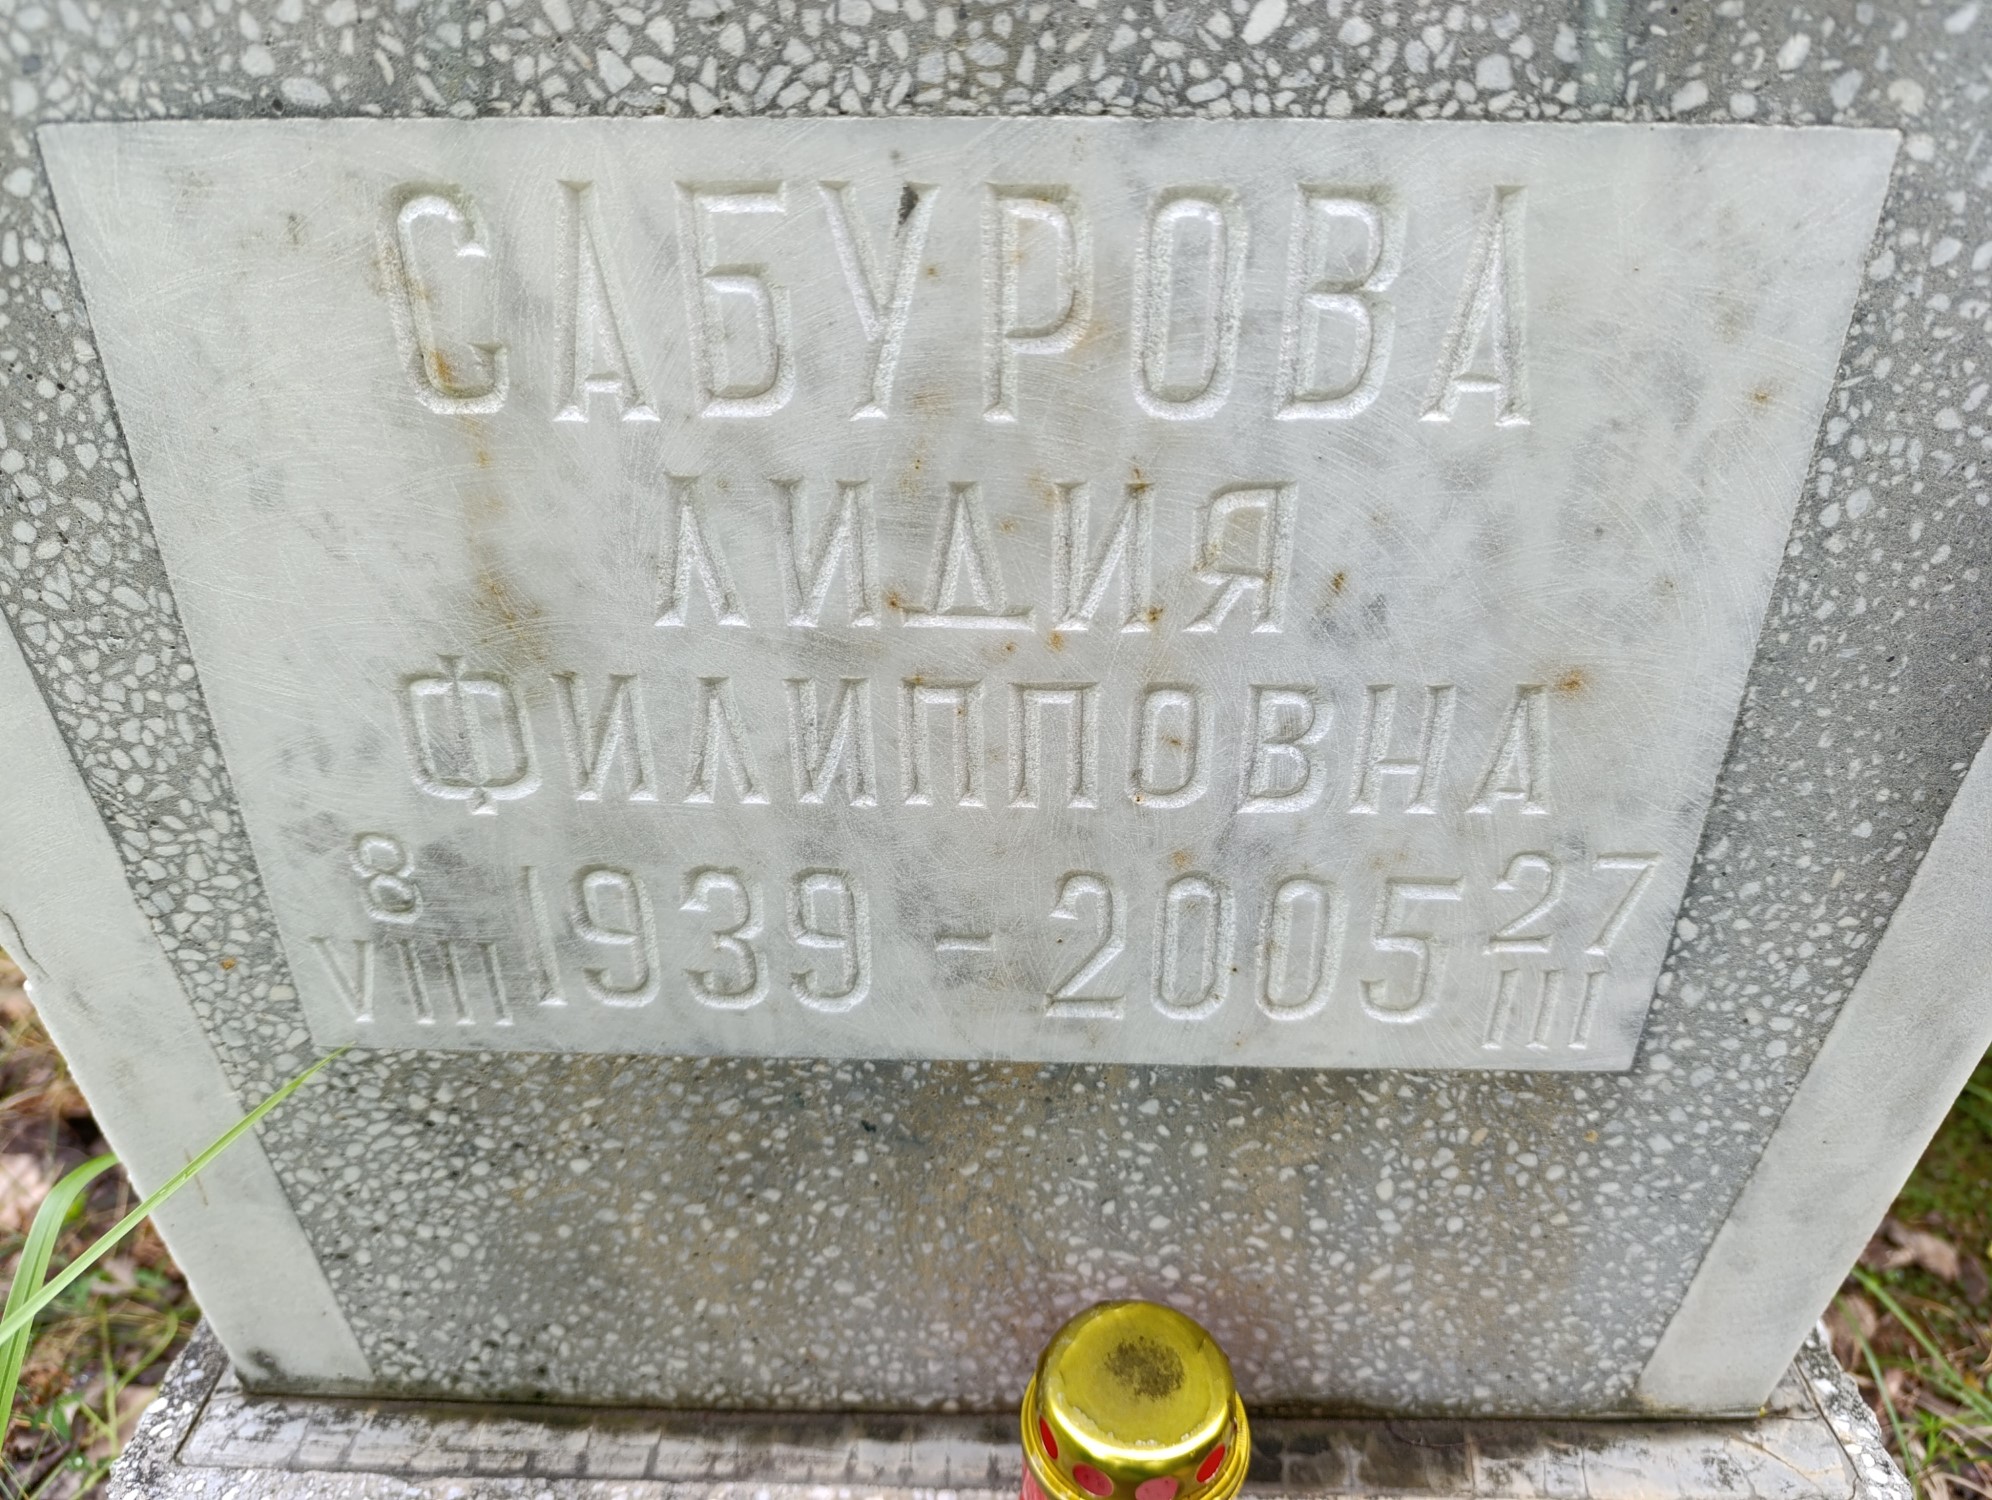 САБУРОВА
ЛИДИЯ
ФИЛИППОВНА
8 VIII 1939 - 2005 27 III